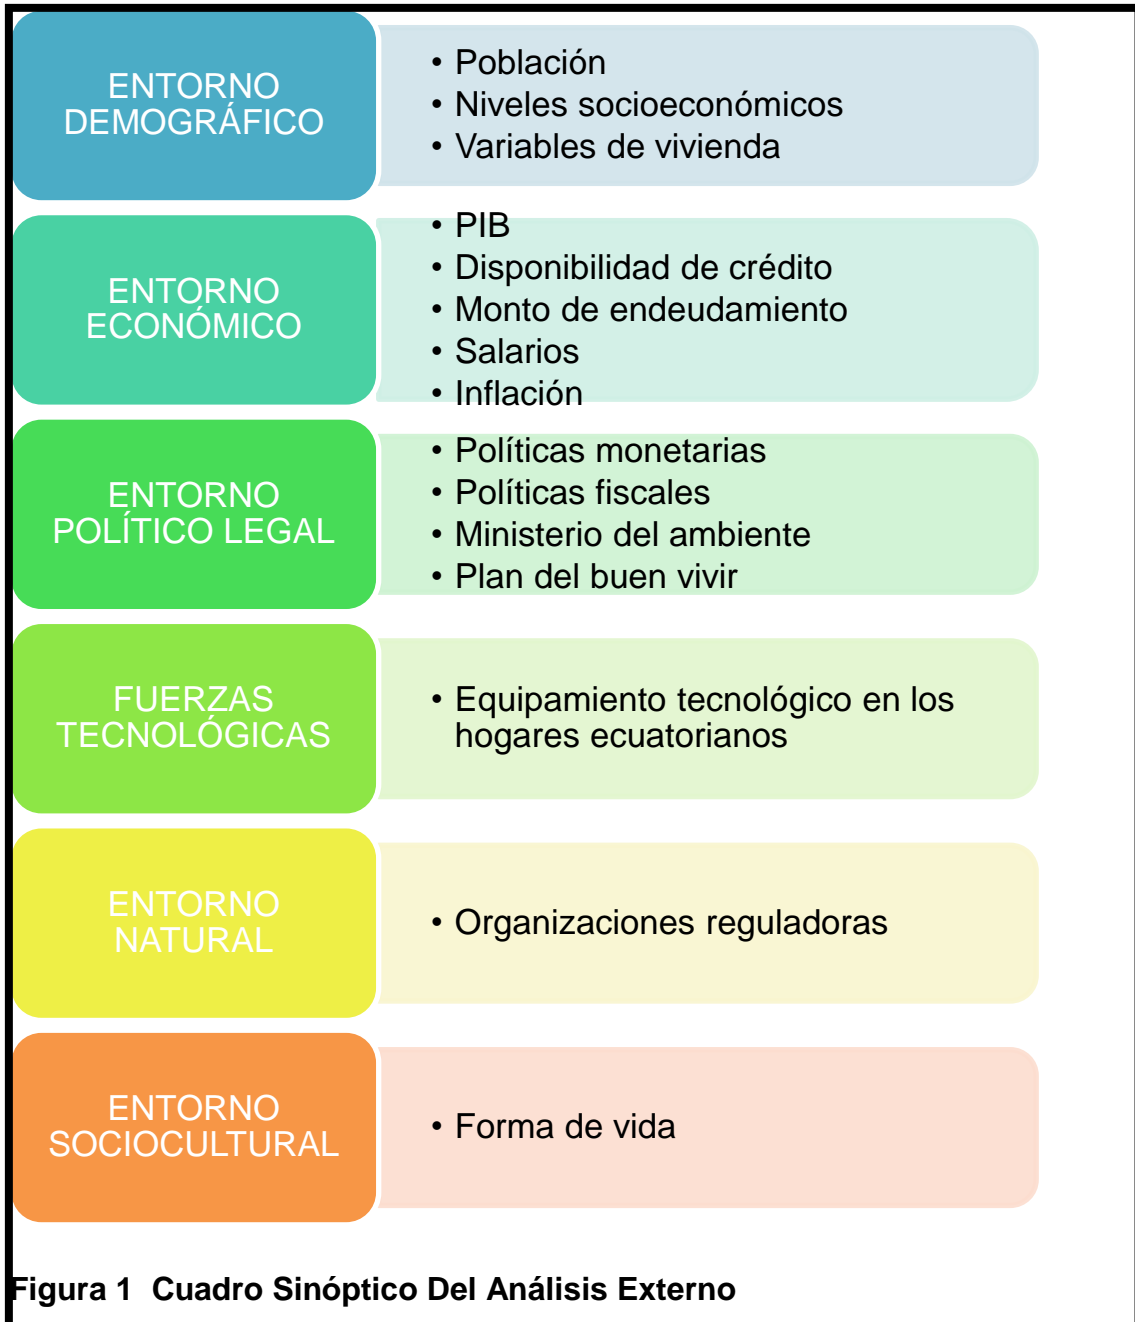 ENTORNO
DEMOGRÁFICO
• Población
• Niveles socioeconómicos
• Variables de vivienda
ENTORNO
ECONÓMICO
• PIB
• Disponibilidad de crédito
• Monto de endeudamiento
• Salarios
• Inflación
ENTORNO
POLÍTICO LEGAL
• Políticas monetarias
• Políticas fiscales
• Ministerio del ambiente
• Plan del buen vivir
FUERZAS
TECNOLÓGICAS
• Equipamiento tecnológico en los
hogares ecuatorianos
ENTORNO
NATURAL
• Organizaciones reguladoras
ENTORNO
SOCIOCULTURAL
• Forma de vida
Figura 1 Cuadro Sinóptico Del Análisis Externo